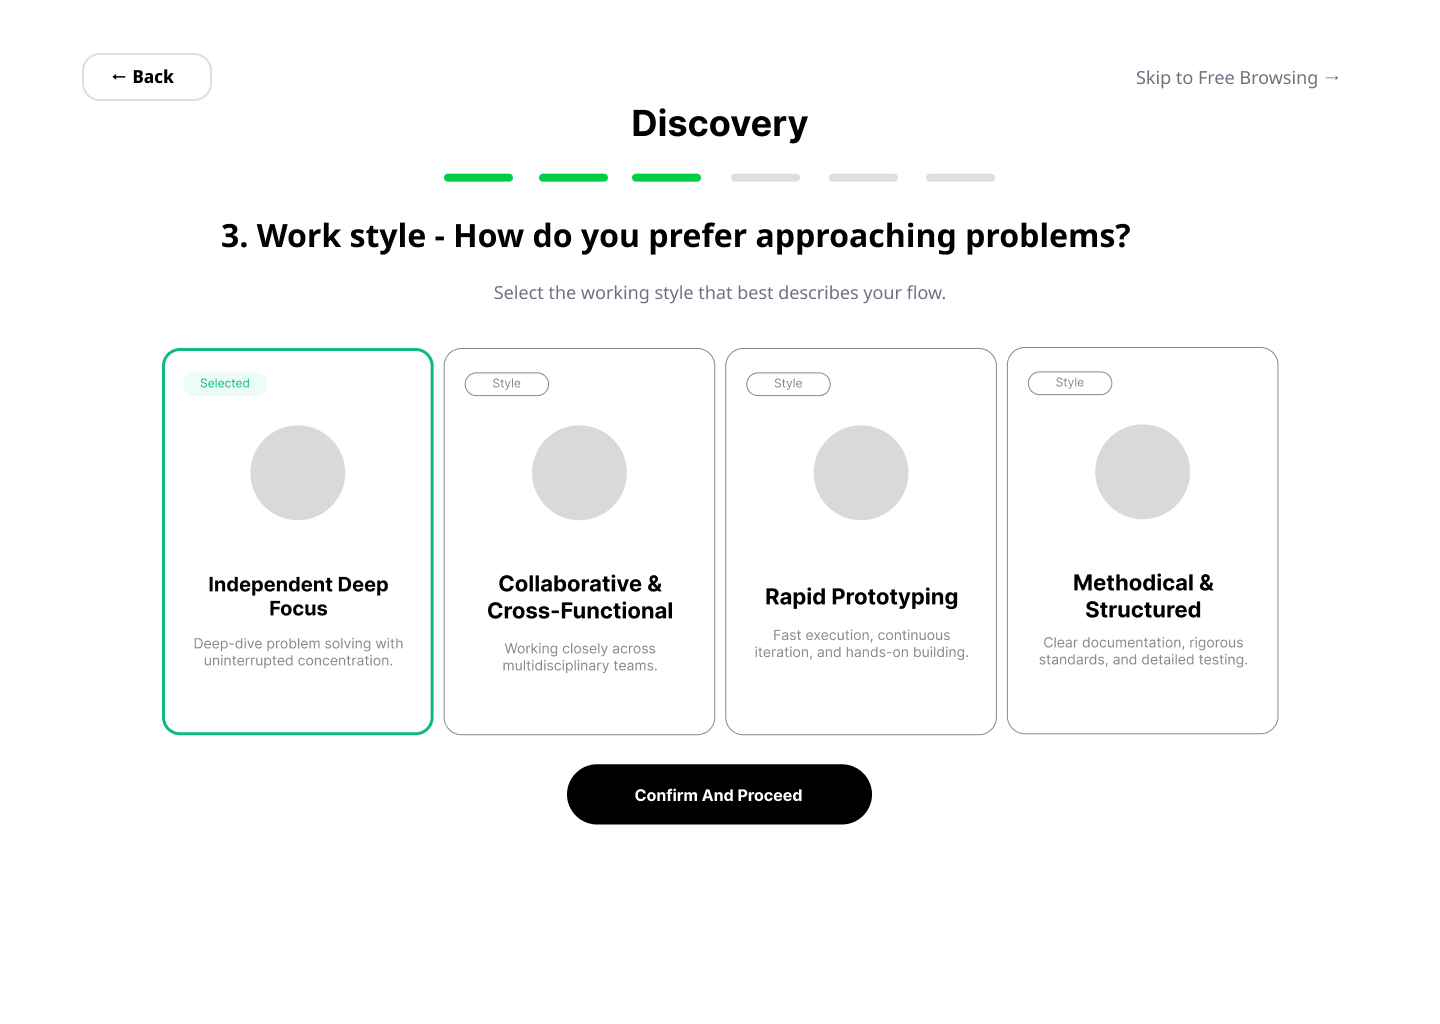 ← Back
Skip to Free Browsing →
Discovery
3. Work style - How do you prefer approaching problems?
Select the working style that best describes your flow.
Selected
Independent Deep
Focus
Deep-dive problem solving with
uninterrupted concentration.
Style
Collaborative &
Cross-Functional
Working closely across
multidisciplinary teams.
Style
Rapid Prototyping
Fast execution, continuous
iteration, and hands-on building.
Style
Methodical &
Structured
Clear documentation, rigorous
standards, and detailed testing.
Confirm And Proceed